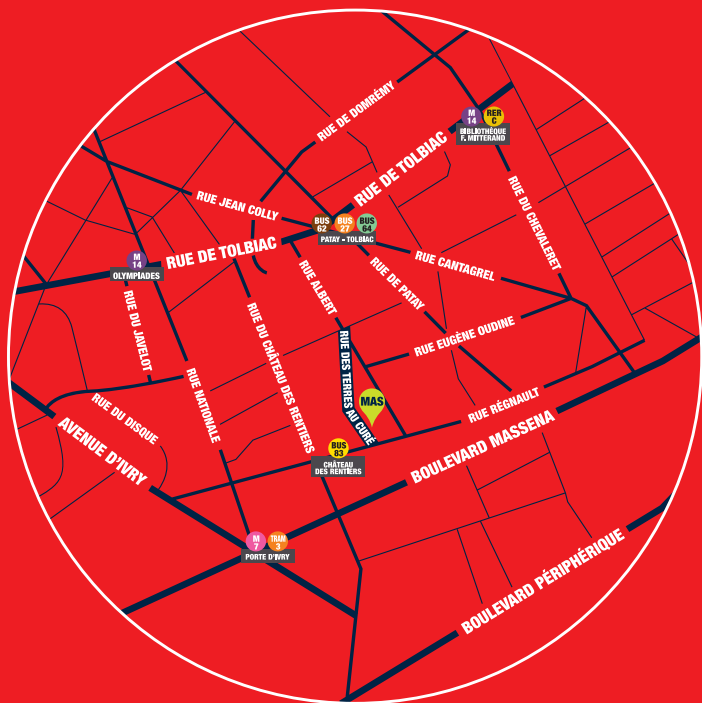 RUE DE DOMRÉMY
M
14
RER
C
BIBLIOTHÈQUE
F. MITTERAND
RUE DE TOLBIAC
RUE JEAN COLLY
RUE DU CHEVALERET
BUS
62
BUS
27
BUS
64
PATAY - TOLBIAC
RUE DE TOLBIAC
M
14
OLYMPIADES
RUE CANTAGREL
RUE ALBERT
RUE DE PATAY
RUE DU JAVELOT
RUE DU CHÂTEAU DES RENTIERS
RUE EUGÈNE OUDINE
RUE DES TERRES AU CURÉ
RUE NATIONALE
RUE DU DISQUE
MAS
RUE RÉGNAULT
AVENUE D'IVRY
BUS
83
CHÂTEAU
DES RENTIERS
BOULEVARD MASSENA
M
7
TRAM
3
PORTE D'IVRY
BOULEVARD PÉRIPHÉRIQUE